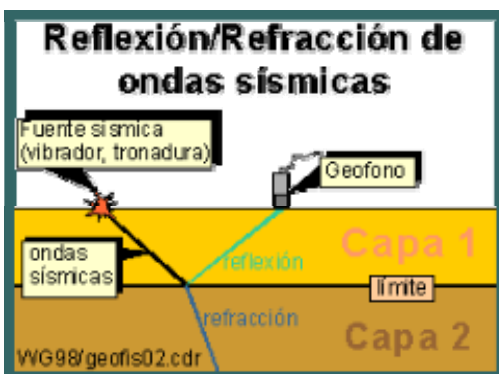 Reflexión/Refracción de
ondas sísmicas
Fuente sísmica
(vibrador, tronadura)
Geofono
ondas
sísmicas
reflexión
Capa 1
límite
refracción
Capa 2
WG98/geofis02.cdr